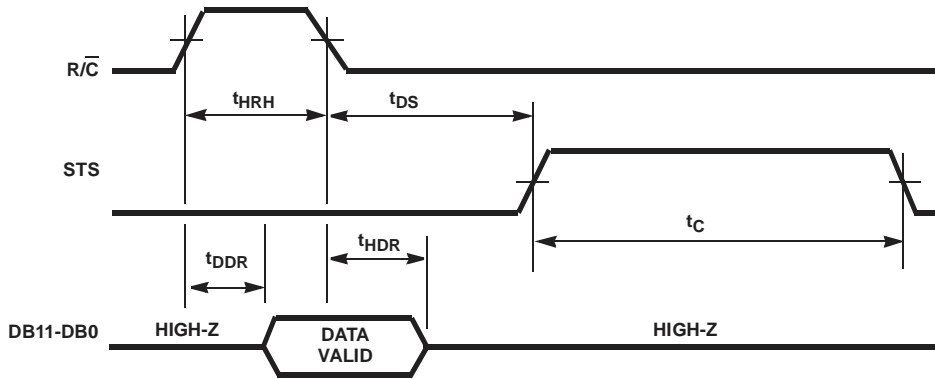 R/C̅
tHRH
tDS
STS
tC
tHDR
tDDR
DB11-DB0
HIGH-Z
DATA
VALID
HIGH-Z